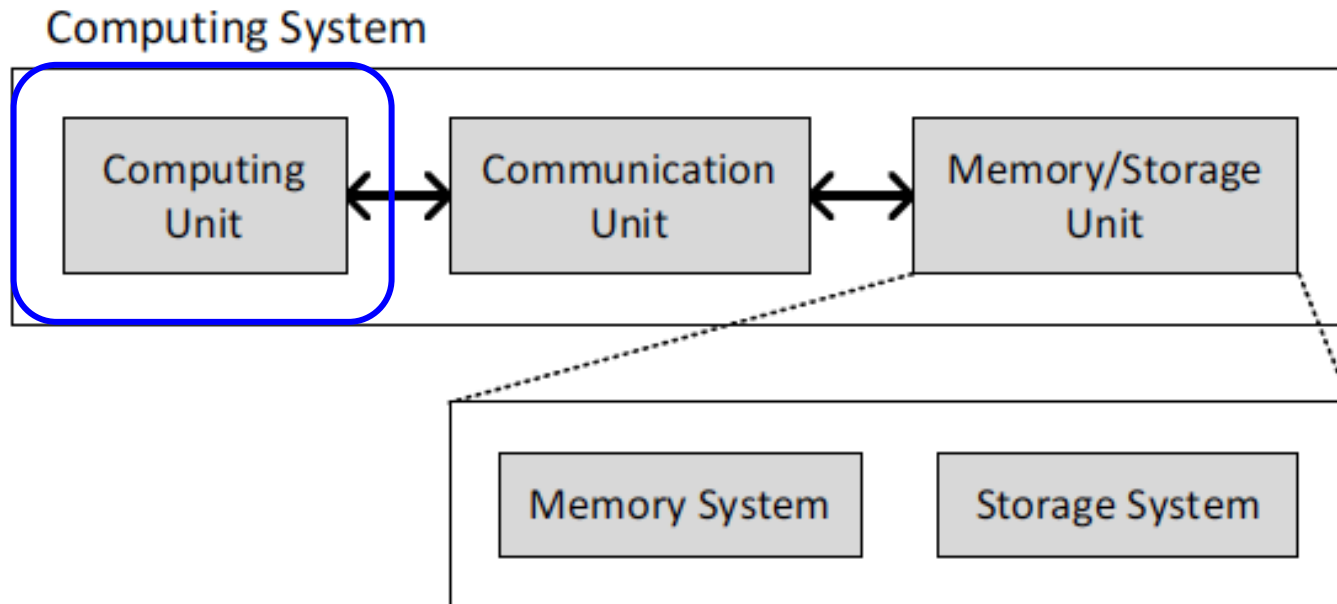 Computing System
Computing
Unit
Communication
Unit
Memory/Storage
Unit
Memory System
Storage System